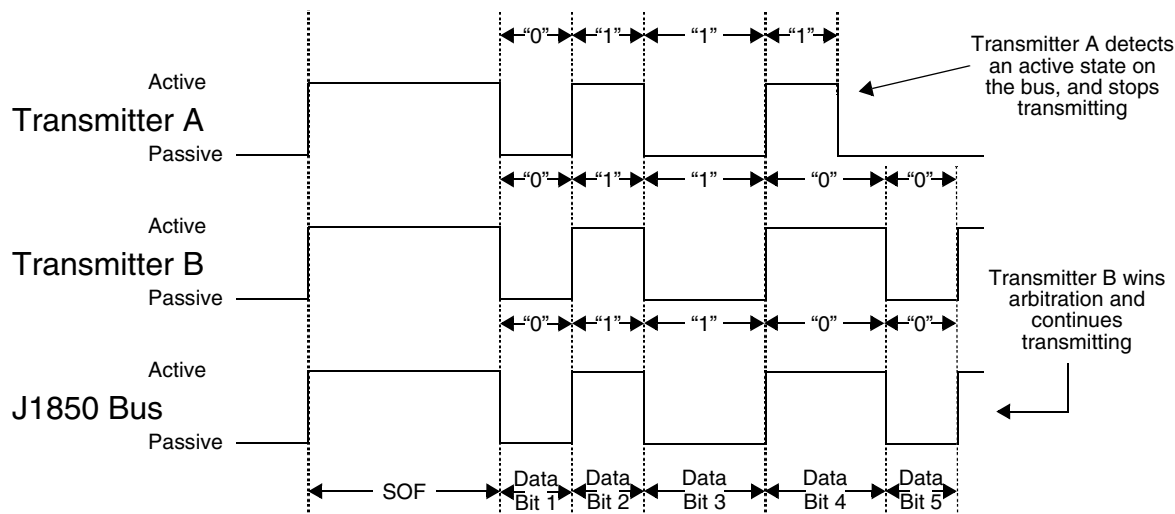 “0” “1” “1” “1”
Transmitter A detects
an active state on
the bus, and stops
transmitting
Active
Transmitter A
Passive
“0” “1” “1” “0” “0”
Active
Transmitter B
Passive
Transmitter B wins
arbitration and
continues
transmitting
“0” “1” “1” “0” “0”
Active
J1850 Bus
Passive
SOF
Data
Bit 1
Data
Bit 2
Data
Bit 3
Data
Bit 4
Data
Bit 5